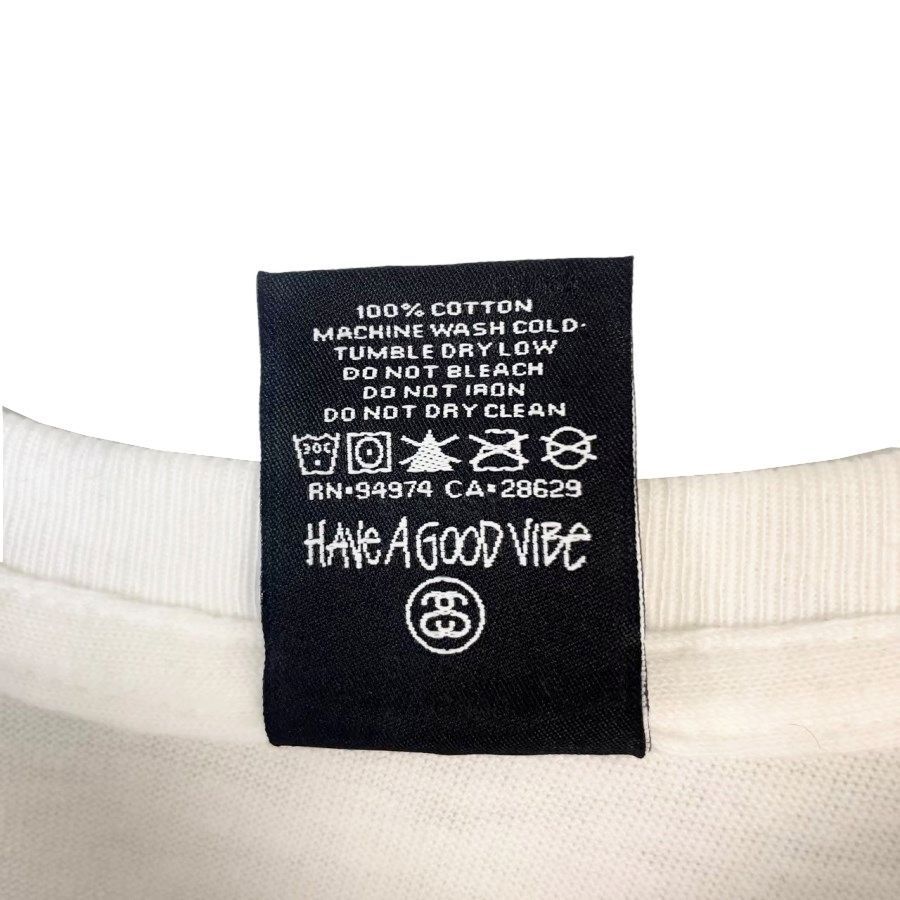 100% COTTON
MACHINE WASH COLD·
TUMBLE DRY LOW
DO NOT BLEACH
DO NOT IRON
DO NOT DRY CLEAN
30C
RN·94974 CA·28629
HAVE A GOOD VIBE